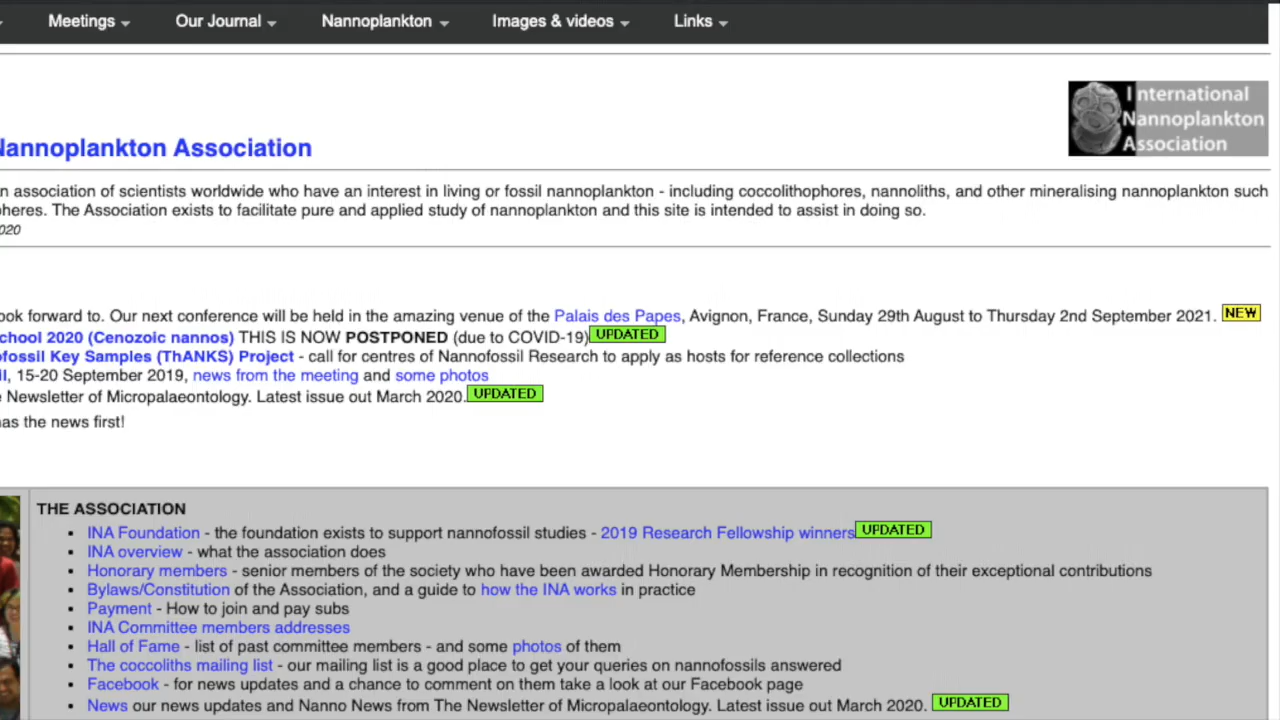 Meetings Our Journal Nannoplankton Images & videos Links
International
Nannoplankton
Association
Nannoplankton Association
n association of scientists worldwide who have an interest in living or fossil nannoplankton - including coccolithophores, nannoliths, and other mineralising nannoplankton such
pheres. The Association exists to facilitate pure and applied study of nannoplankton and this site is intended to assist in doing so.
020
ook forward to. Our next conference will be held in the amazing venue of the Palais des Papes, Avignon, France, Sunday 29th August to Thursday 2nd September 2021. NEW
chool 2020 (Cenozoic nannos) THIS IS NOW POSTPONED (due to COVID-19) UPDATED
ofossil Key Samples (ThANKS) Project - call for centres of Nannofossil Research to apply as hosts for reference collections
il, 15-20 September 2019, news from the meeting and some photos
e Newsletter of Micropalaeontology. Latest issue out March 2020. UPDATED
has the news first!
THE ASSOCIATION
▪ INA Foundation - the foundation exists to support nannofossil studies - 2019 Research Fellowship winners UPDATED
▪ INA overview - what the association does
▪ Honorary members - senior members of the society who have been awarded Honorary Membership in recognition of their exceptional contributions
▪ Bylaws/Constitution of the Association, and a guide to how the INA works in practice
▪ Payment - How to join and pay subs
▪ INA Committee members addresses
▪ Hall of Fame - list of past committee members - and some photos of them
▪ The coccoliths mailing list - our mailing list is a good place to get your queries on nannofossils answered
▪ Facebook - for news updates and a chance to comment on them take a look at our Facebook page
▪ News our news updates and Nanno News from The Newsletter of Micropalaeontology. Latest issue out March 2020. UPDATED